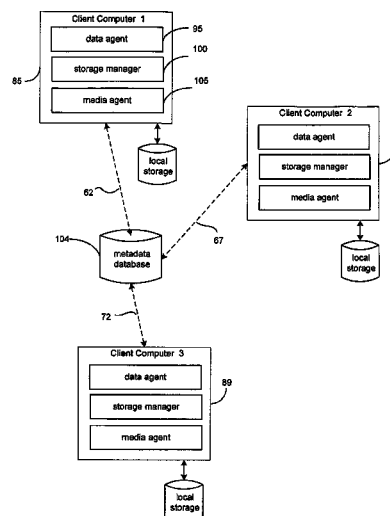 Client Computer 1
data agent
95
storage manager
100
85
media agent
105
local
storage
62
Client Computer 2
data agent
storage manager
media agent
local
storage
67
104
metadata
database
72
Client Computer 3
data agent
storage manager
89
media agent
local
storage